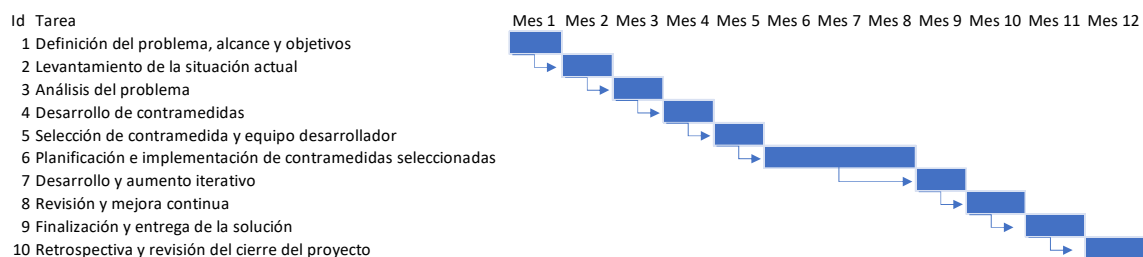 Id Tarea Mes 1 Mes 2 Mes 3 Mes 4 Mes 5 Mes 6 Mes 7 Mes 8 Mes 9 Mes 10 Mes 11 Mes 12
1 Definición del problema, alcance y objetivos
2 Levantamiento de la situación actual
3 Análisis del problema
4 Desarrollo de contramedidas
5 Selección de contramedida y equipo desarrollador
6 Planificación e implementación de contramedidas seleccionadas
7 Desarrollo y aumento iterativo
8 Revisión y mejora continua
9 Finalización y entrega de la solución
10 Retrospectiva y revisión del cierre del proyecto